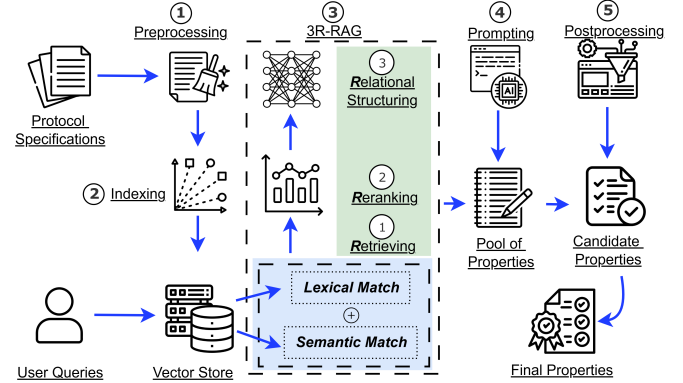 1
Preprocessing
3
3R-RAG
4
Prompting
5
Postprocessing
3
Relational
Structuring
>_
AI
Protocol
Specifications
2 Indexing
2
Reranking
1
Retrieving
Pool of
Properties
Candidate
Properties
Lexical Match
+
Semantic Match
User Queries
Vector Store
Final Properties